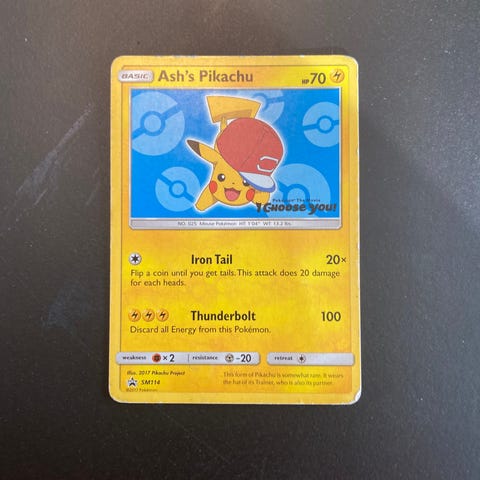 BASIC Ash's Pikachu HP70
Pokémon The Movie
I Choose You!
NO. 025 Mouse Pokémon HT: 1'04" WT: 13.2 lbs.
Iron Tail 20×
Flip a coin until you get tails. This attack does 20 damage
for each heads.
Thunderbolt 100
Discard all Energy from this Pokémon.
weakness ×2 resistance -20 retreat
Illus. 2017 Pikachu Project
SM114
©2017 Pokémon
This form of Pikachu is somewhat rare. It wears
the hat of its Trainer, who is also its partner.